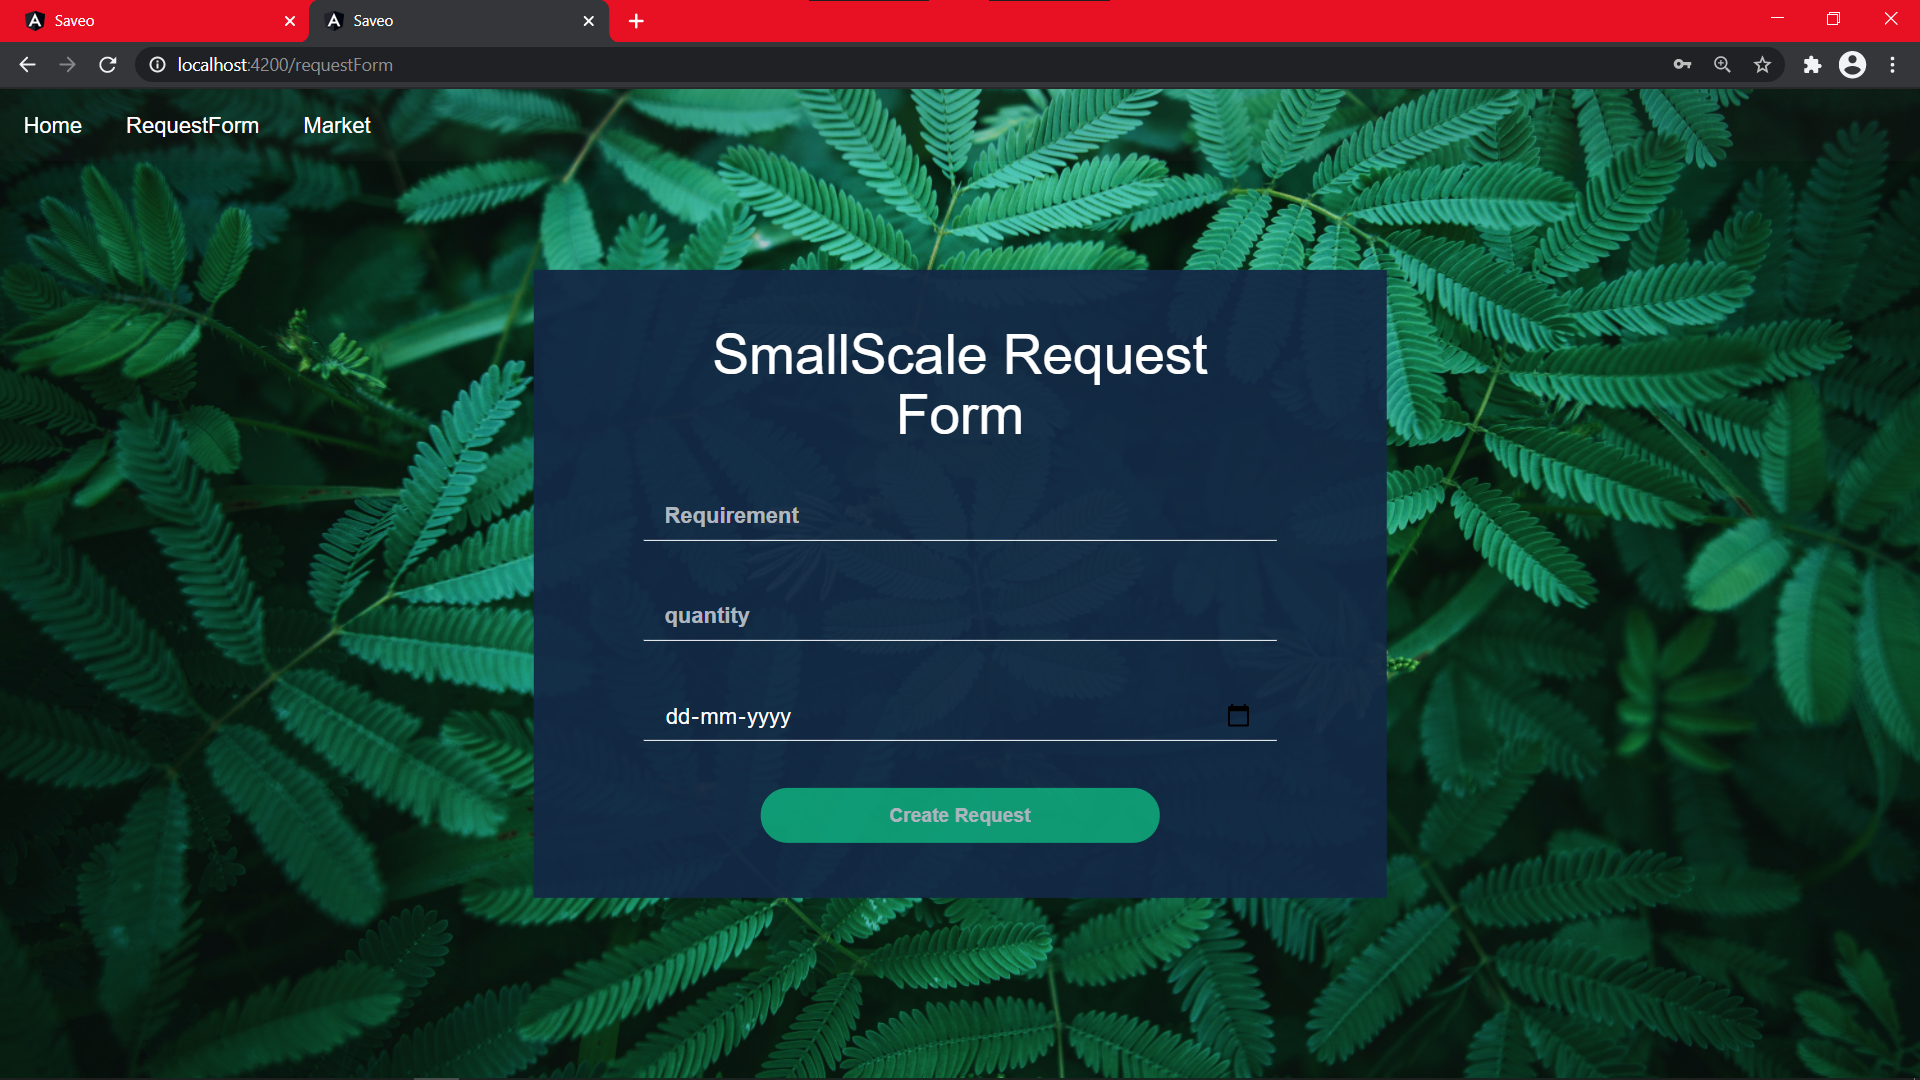 Saveo
Saveo
localhost:4200/requestForm
Home
RequestForm
Market
SmallScale Request
Form
Requirement
quantity
dd-mm-yyyy
Create Request